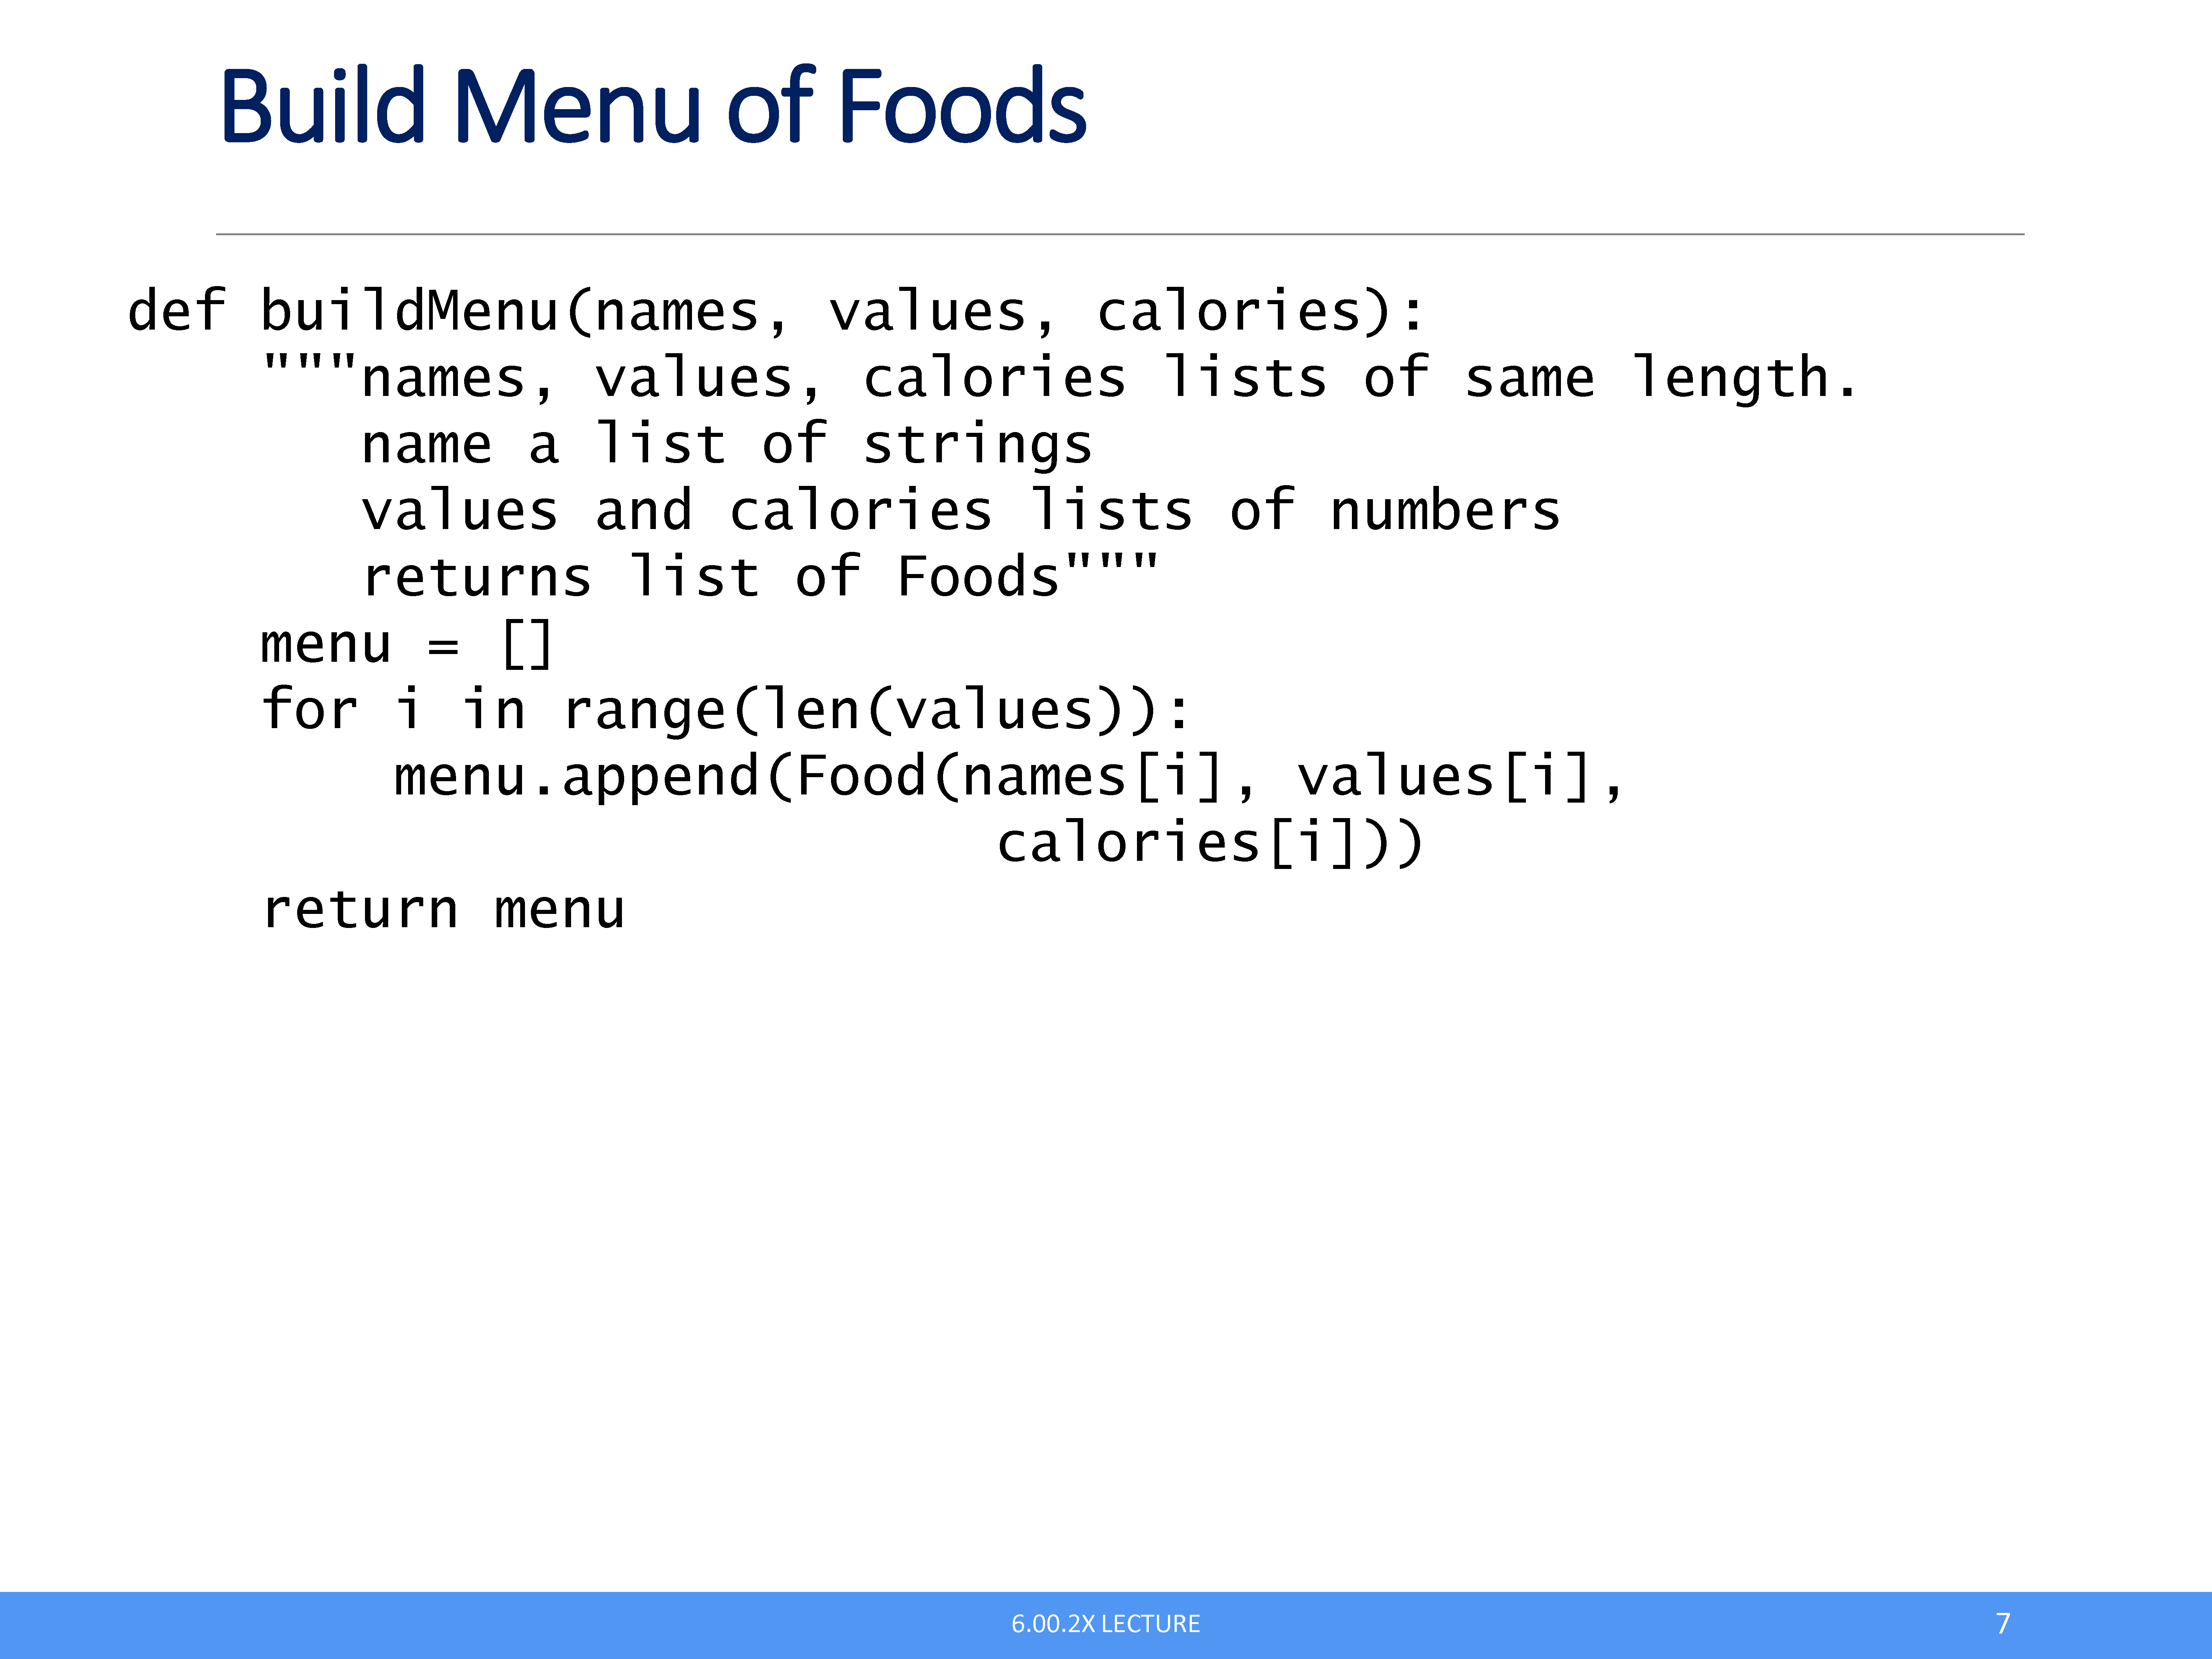 Build Menu of Foods
def buildMenu(names, values, calories):
    """names, values, calories lists of same length.
       name a list of strings
       values and calories lists of numbers
       returns list of Foods"""
    menu = []
    for i in range(len(values)):
        menu.append(Food(names[i], values[i],
                          calories[i]))
    return menu
6.00.2X LECTURE
7